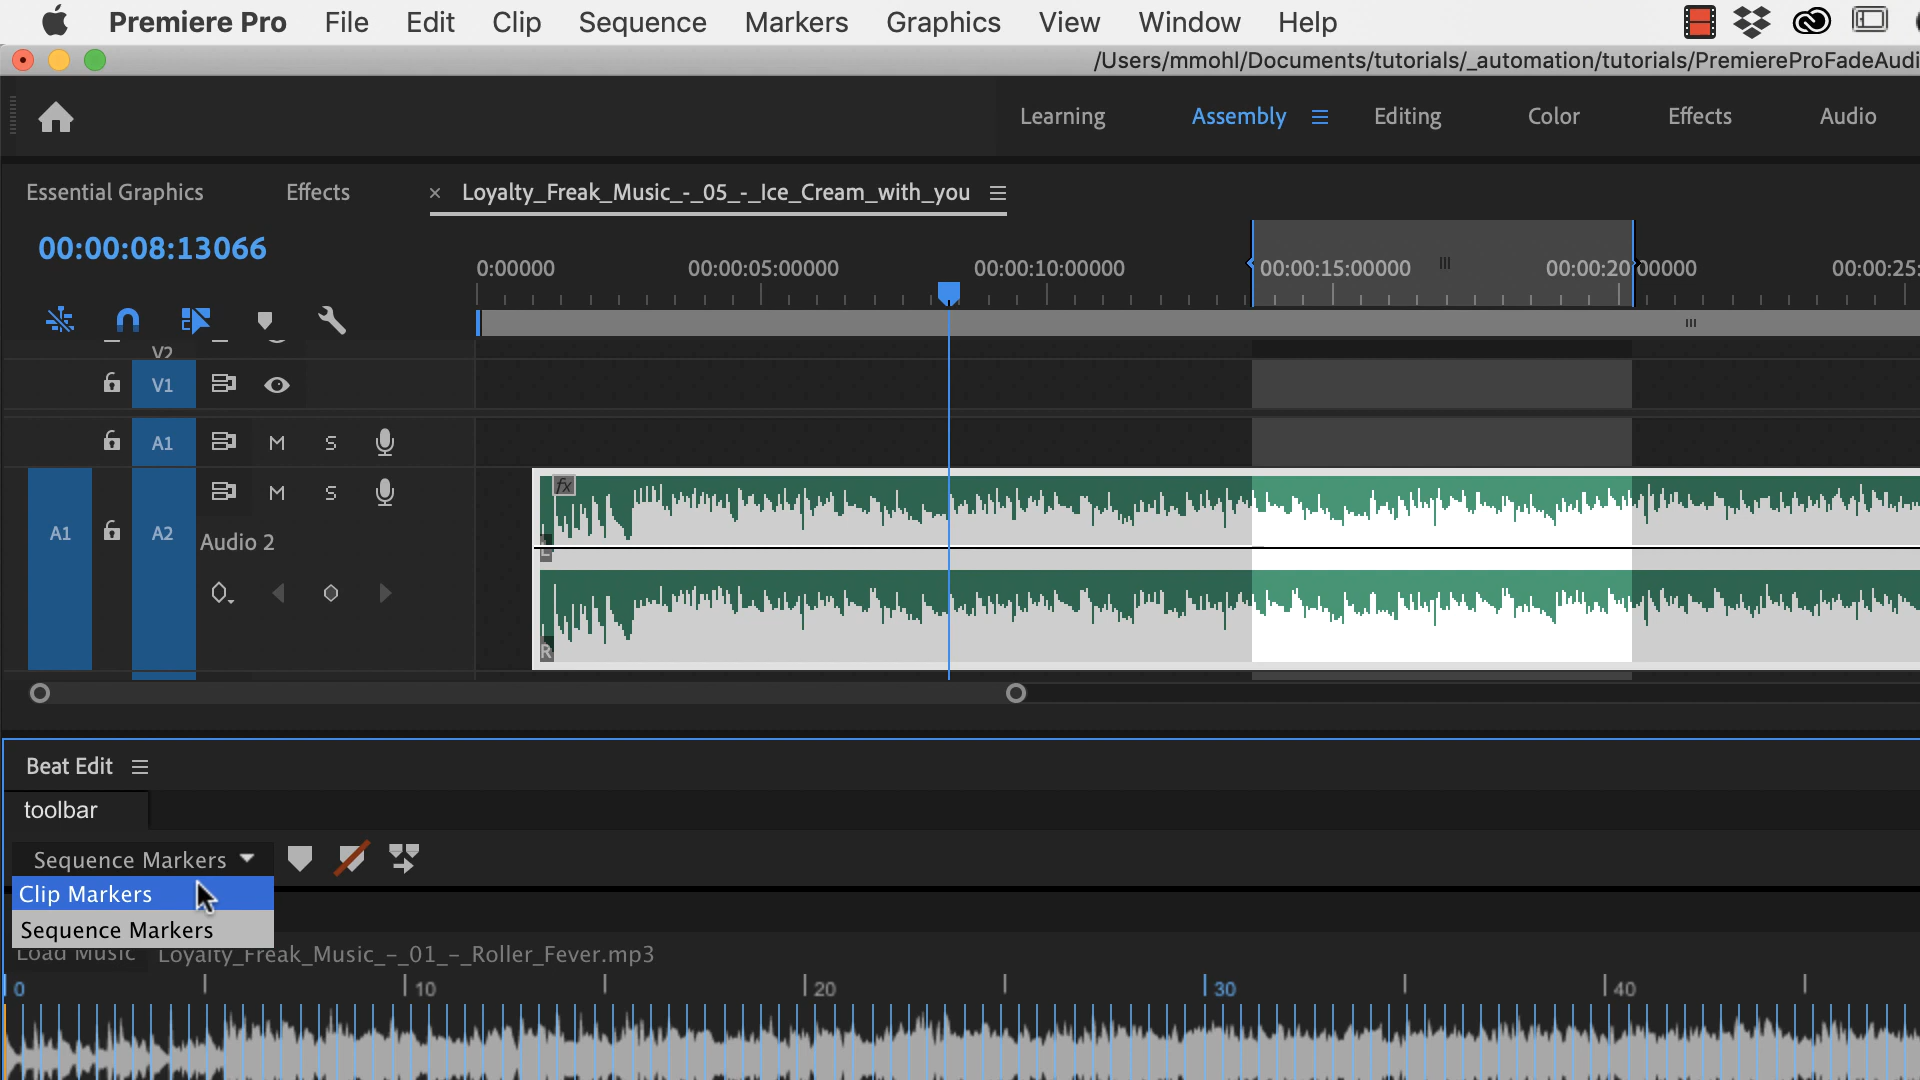 Premiere Pro File Edit Clip Sequence Markers Graphics View Window Help
/Users/mmohl/Documents/tutorials/_automation/tutorials/PremiereProFadeAudi
Learning Assembly Editing Color Effects Audio
Essential Graphics Effects × Loyalty_Freak_Music_-_05_-_Ice_Cream_with_you
00:00:08:13066
0:00000 00:00:05:00000 00:00:10:00000 00:00:15:00000 00:00:20:00000 00:00:25:
V2
V1
A1 M S
fx
M S
A1 A2
Audio 2
L
R
Beat Edit
toolbar
Sequence Markers
Clip Markers
Sequence Markers
Load Music Loyalty_Freak_Music_-_01_-_Roller_Fever.mp3
0 10 20 30 40